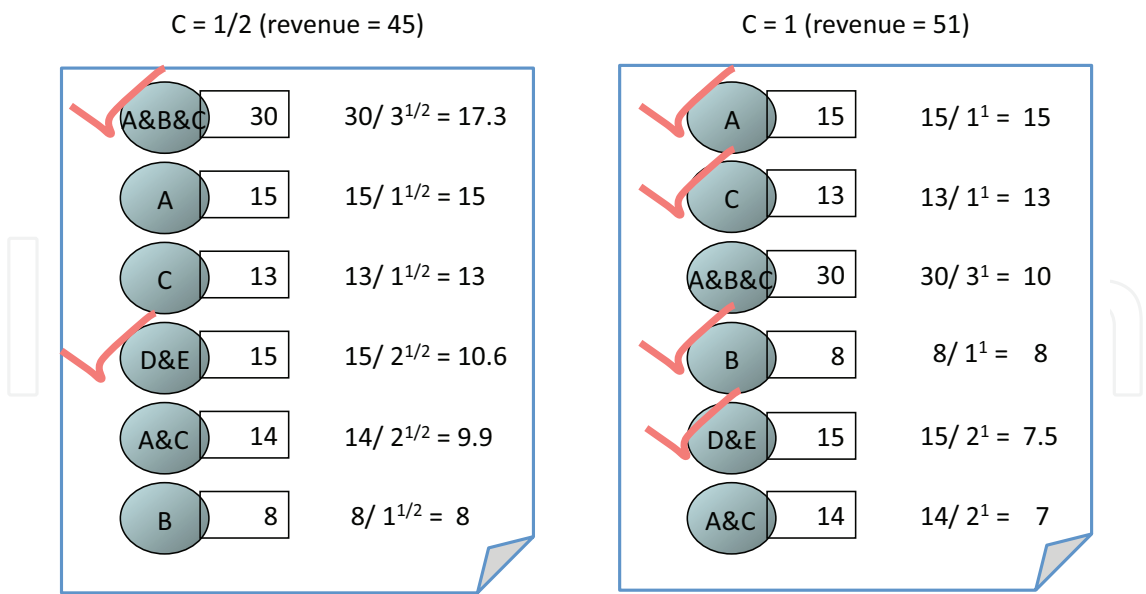 C = 1/2 (revenue = 45)
A&B&C 30 30/ 3^1/2 = 17.3
A 15 15/ 1^1/2 = 15
C 13 13/ 1^1/2 = 13
D&E 15 15/ 2^1/2 = 10.6
A&C 14 14/ 2^1/2 = 9.9
B 8 8/ 1^1/2 = 8
C = 1 (revenue = 51)
A 15 15/ 1^1 = 15
C 13 13/ 1^1 = 13
A&B&C 30 30/ 3^1 = 10
B 8 8/ 1^1 = 8
D&E 15 15/ 2^1 = 7.5
A&C 14 14/ 2^1 = 7